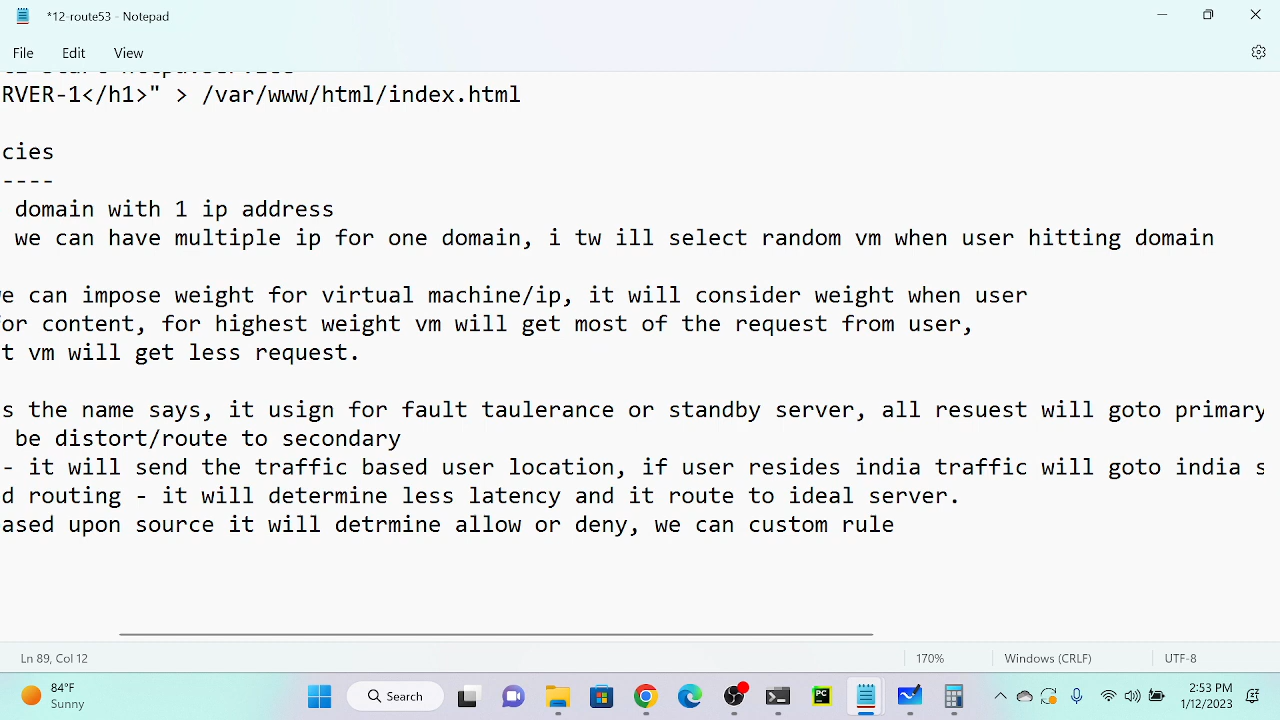 *12-route53 - Notepad
File Edit View
RVER-1</h1>" > /var/www/html/index.html
cies
----
domain with 1 ip address
we can have multiple ip for one domain, i tw ill select random vm when user hitting domain
e can impose weight for virtual machine/ip, it will consider weight when user
or content, for highest weight vm will get most of the request from user,
t vm will get less request.
s the name says, it usign for fault taulerance or standby server, all resuest will goto primary
be distort/route to secondary
- it will send the traffic based user location, if user resides india traffic will goto india s
d routing - it will determine less latency and it route to ideal server.
ased upon source it will detrmine allow or deny, we can custom rule
Ln 89, Col 12 170% Windows (CRLF) UTF-8
84°F
Sunny
Search
PC
2:53 PM
1/12/2023